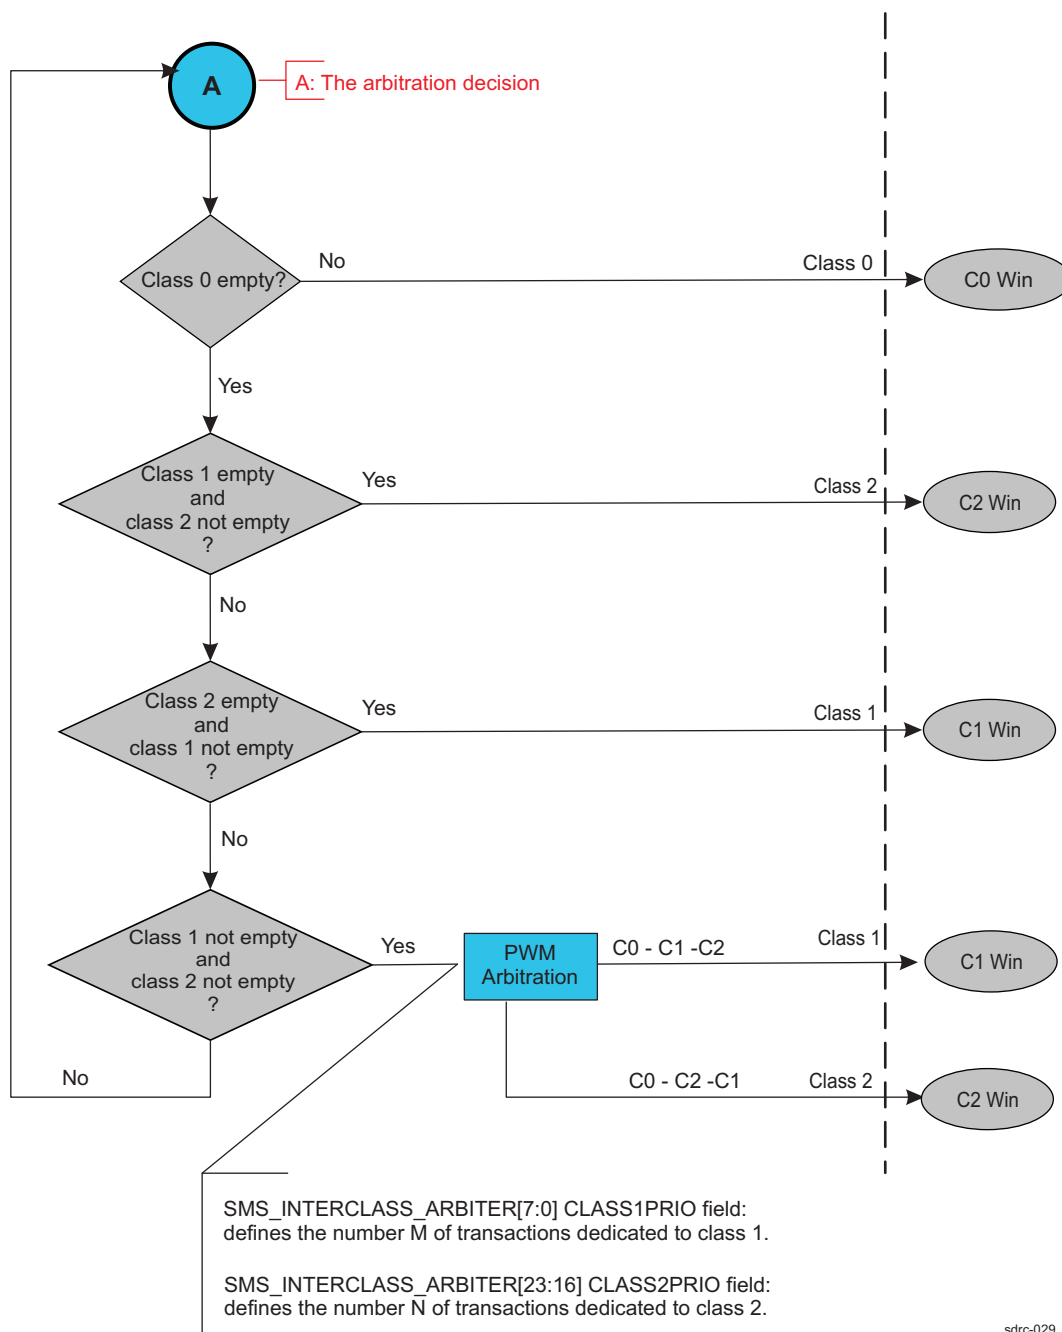 A
A: The arbitration decision
Class 0 empty?
No
Class 0
C0 Win
Yes
Class 1 empty
and
class 2 not empty
?
Yes
Class 2
C2 Win
No
Class 2 empty
and
class 1 not empty
?
Yes
Class 1
C1 Win
No
Class 1 not empty
and
class 2 not empty
?
Yes
PWM
Arbitration
C0 - C1 -C2
Class 1
C1 Win
No
C0 - C2 -C1
Class 2
C2 Win
SMS_INTERCLASS_ARBITER[7:0] CLASS1PRIO field:
defines the number M of transactions dedicated to class 1.
SMS_INTERCLASS_ARBITER[23:16] CLASS2PRIO field:
defines the number N of transactions dedicated to class 2.
sdrc-029